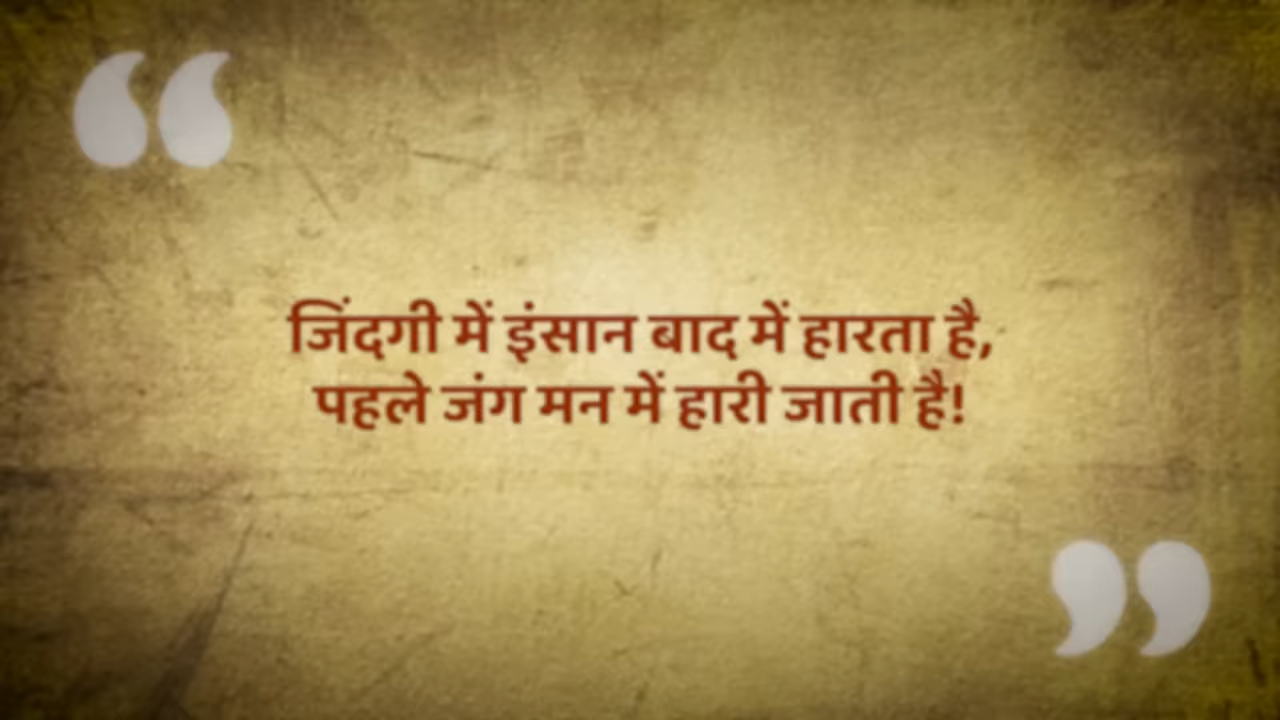 जिंदगी में इंसान बाद में हारता है,
पहले जंग मन में हारी जाती है!